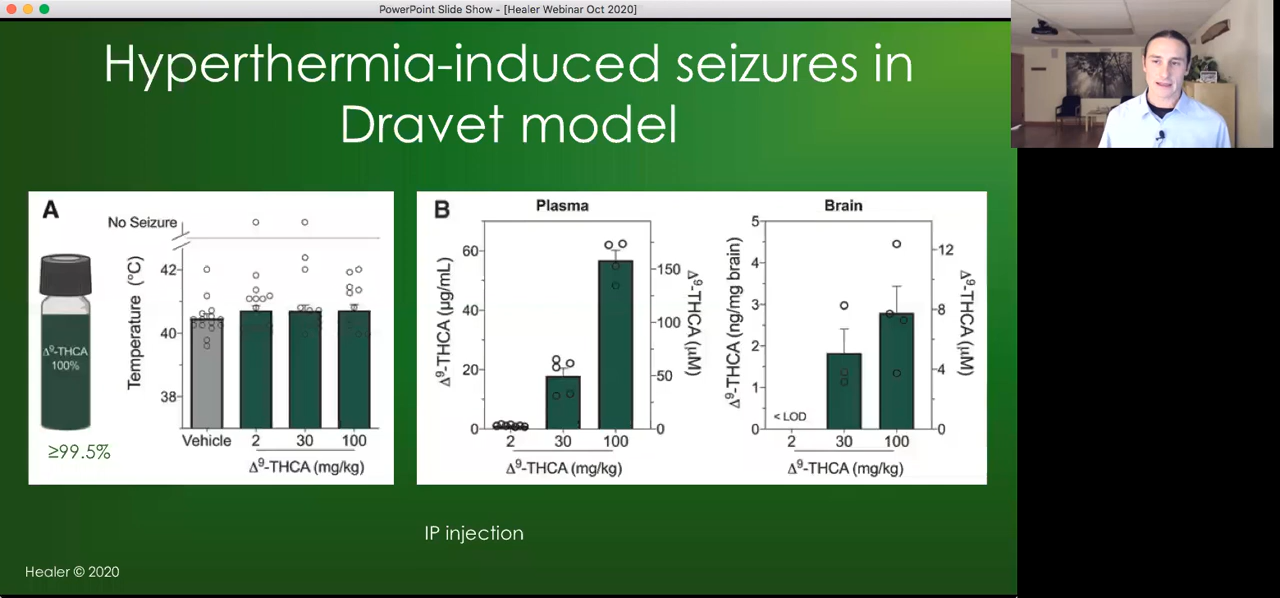 PowerPoint Slide Show - [Healer Webinar Oct 2020]
Hyperthermia-induced seizures in
Dravet model
A
No Seizure
Temperature (°C)
42
40
38
Δ⁹-THCA
100%
≥99.5%
Vehicle 2 30 100
Δ⁹-THCA (mg/kg)
B
Plasma
Δ⁹-THCA (µg/mL)
60
40
20
0
150
100
50
0
Δ⁹-THCA (µM)
2 30 100
Δ⁹-THCA (mg/kg)
Brain
Δ⁹-THCA (ng/mg brain)
5
4
3
2
1
0
< LOD
12
8
4
0
Δ⁹-THCA (µM)
2 30 100
Δ⁹-THCA (mg/kg)
IP injection
Healer © 2020